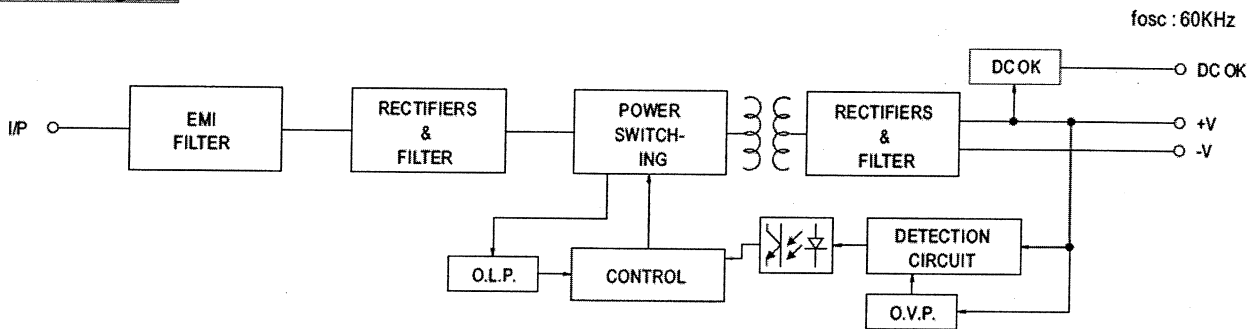 fosc : 60KHz
DC OK
DC OK
I/P
EMI
FILTER
RECTIFIERS
&
FILTER
POWER
SWITCH-
ING
RECTIFIERS
&
FILTER
+V
-V
O.L.P.
CONTROL
DETECTION
CIRCUIT
O.V.P.